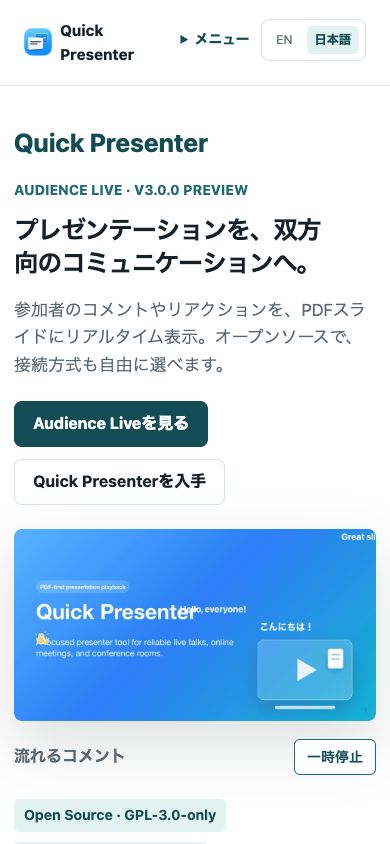 Quick
Presenter
▶ メニュー
EN
日本語
Quick Presenter
AUDIENCE LIVE · V3.0.0 PREVIEW
プレゼンテーションを、双方
向のコミュニケーションへ。
参加者のコメントやリアクションを、PDFスラ
イドにリアルタイム表示。オープンソースで、
接続方式も自由に選べます。
Audience Liveを見る
Quick Presenterを入手
Great sli
PDF-first presentation playback
Quick Presenter
Hello, everyone!
こんにちは！
ocused presenter tool for reliable live talks, online
meetings, and conference rooms.
流れるコメント
一時停止
Open Source · GPL-3.0-only